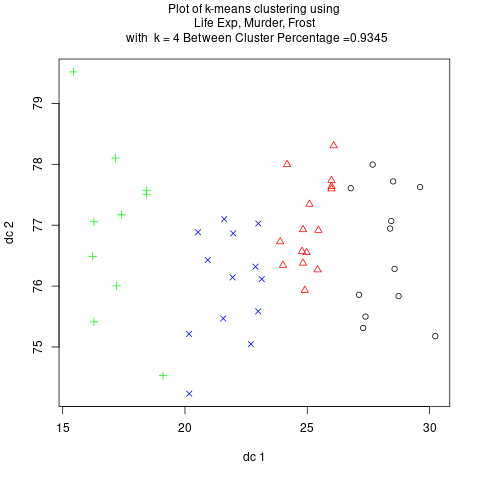 Plot of k-means clustering using
Life Exp, Murder, Frost
with  k = 4 Between Cluster Percentage =0.9345
79
78
77
76
75
dc 2
15
20
25
30
dc 1